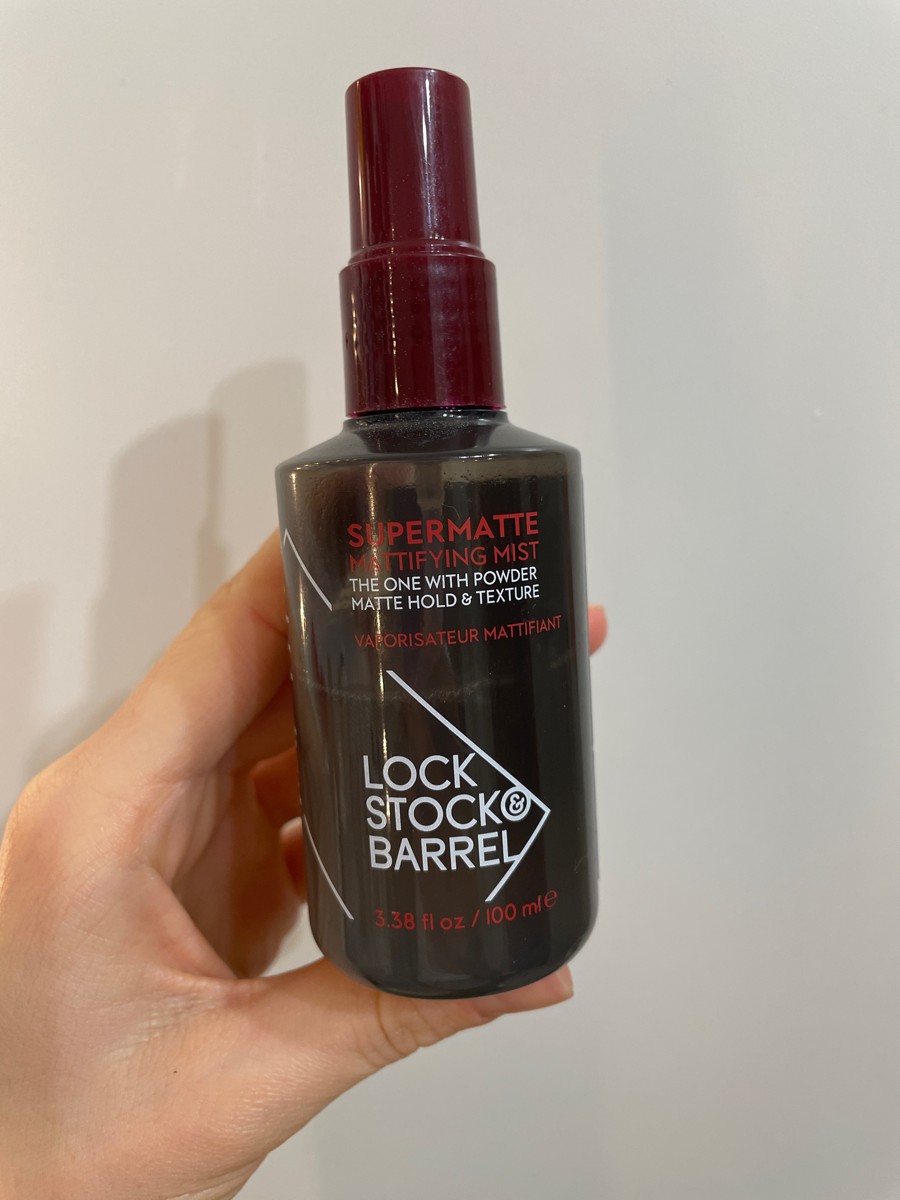 SUPERMATTE
MATTIFYING MIST
THE ONE WITH POWDER
MATTE HOLD & TEXTURE
VAPORISATEUR MATTIFIANT
LOCK
STOCK&
BARREL
3.38 fl oz / 100 ml ℮